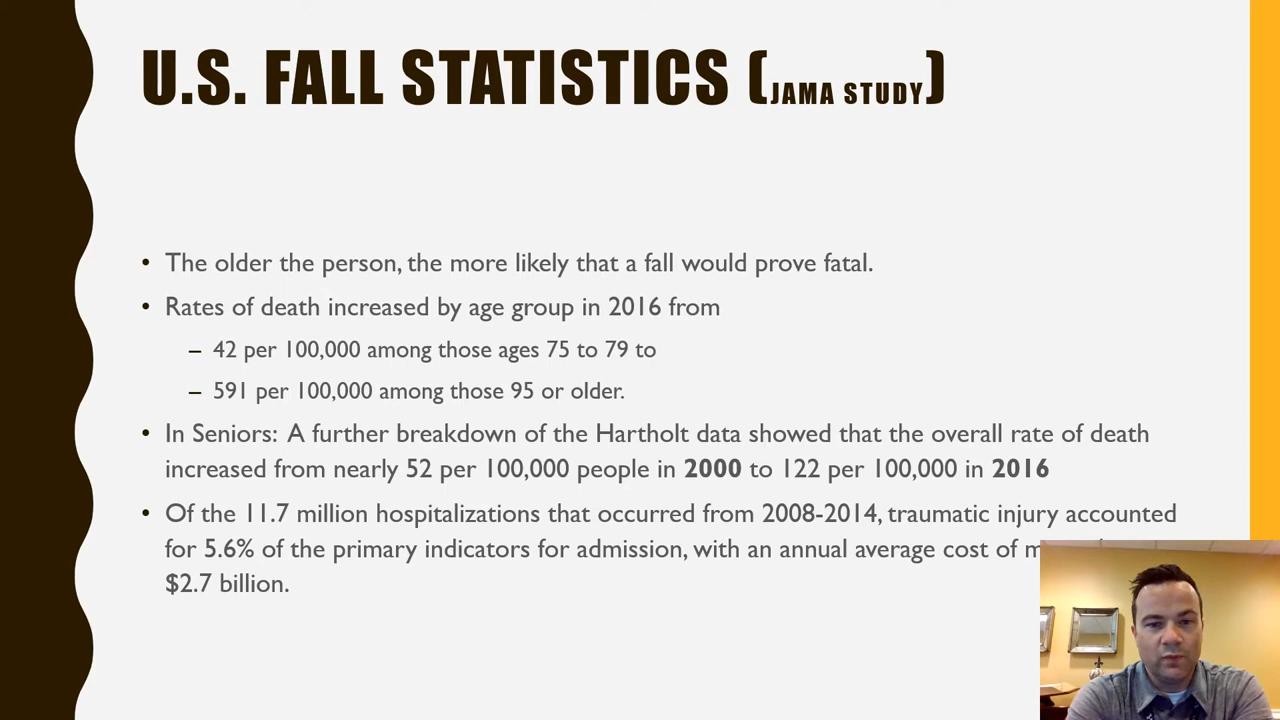 U.S. FALL STATISTICS (JAMA STUDY)
• The older the person, the more likely that a fall would prove fatal.
• Rates of death increased by age group in 2016 from
– 42 per 100,000 among those ages 75 to 79 to
– 591 per 100,000 among those 95 or older.
• In Seniors: A further breakdown of the Hartholt data showed that the overall rate of death
increased from nearly 52 per 100,000 people in 2000 to 122 per 100,000 in 2016
• Of the 11.7 million hospitalizations that occurred from 2008-2014, traumatic injury accounted
for 5.6% of the primary indicators for admission, with an annual average cost of
$2.7 billion.